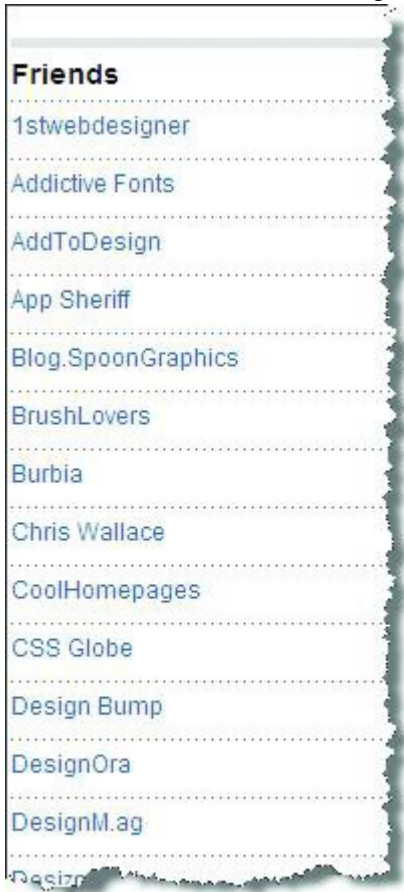 Friends
1stwebdesigner
Addictive Fonts
AddToDesign
App Sheriff
Blog.SpoonGraphics
BrushLovers
Burbia
Chris Wallace
CoolHomepages
CSS Globe
Design Bump
DesignOra
DesignM.ag